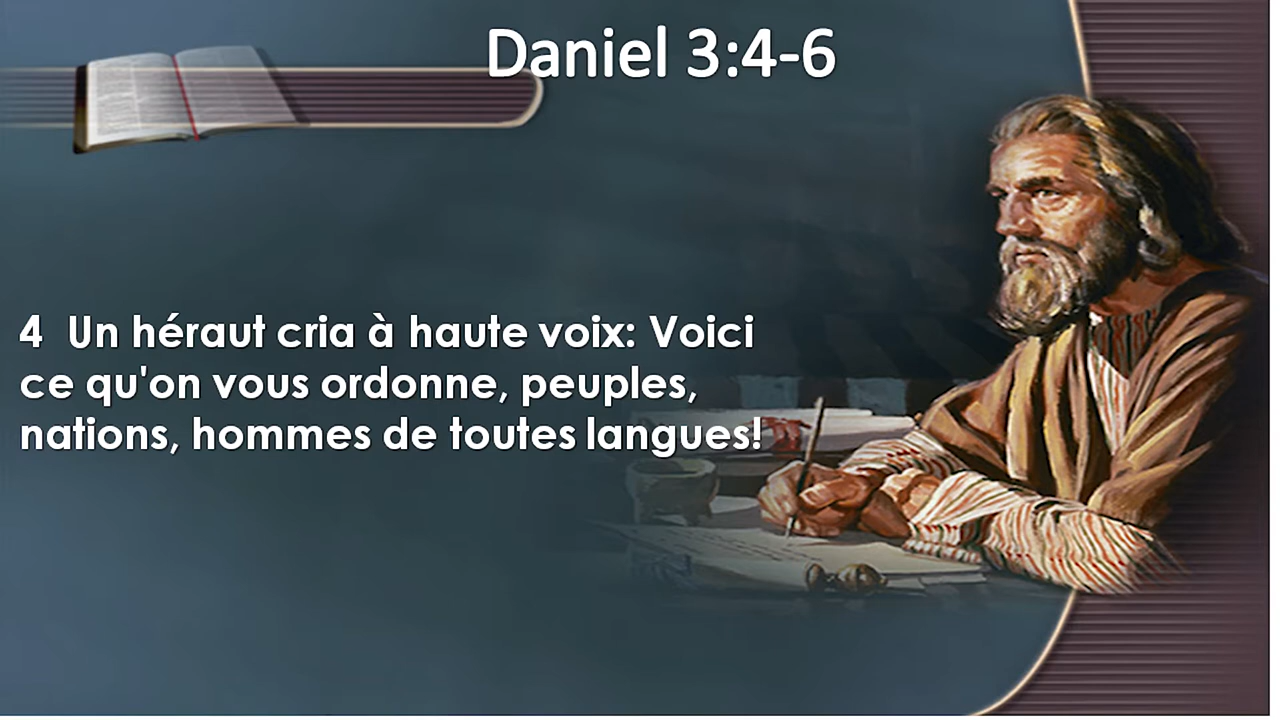 Daniel 3:4-6
4 Un héraut cria à haute voix: Voici
ce qu'on vous ordonne, peuples,
nations, hommes de toutes langues!